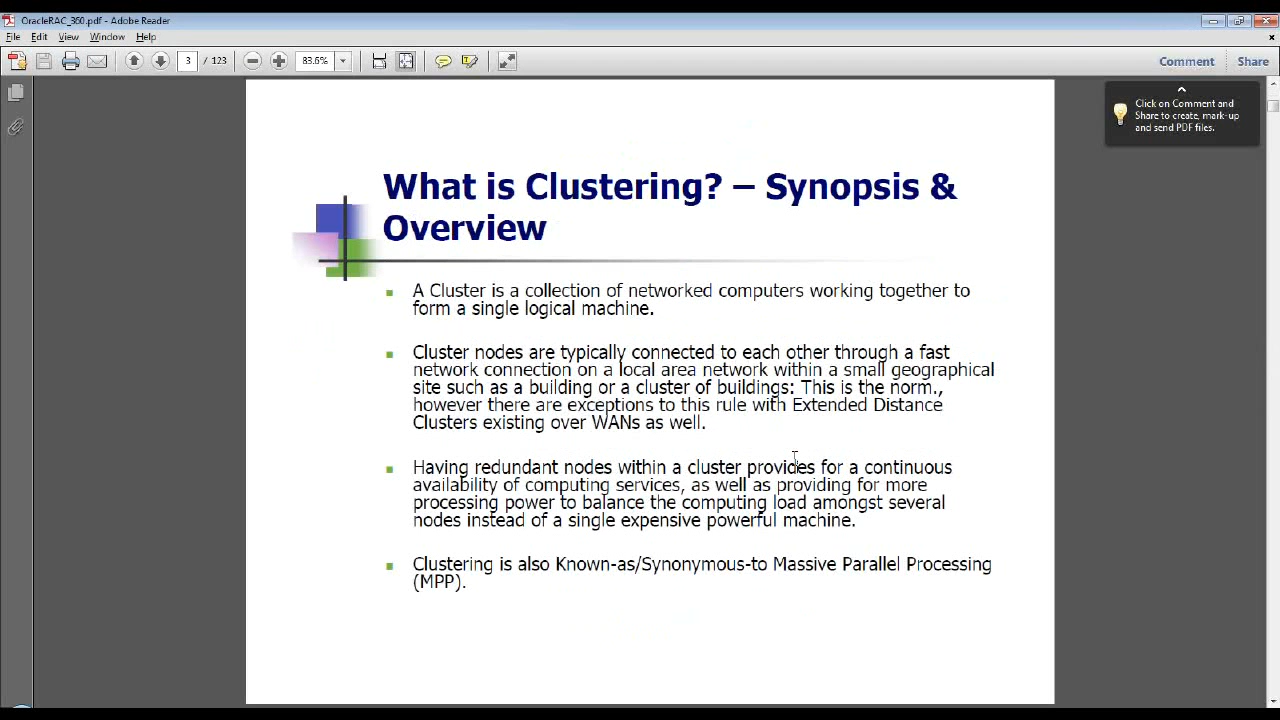 OracleRAC_360.pdf - Adobe Reader
File Edit View Window Help
3 / 123 83.6% Comment Share
Click on Comment and
Share to create, mark-up
and send PDF files.
What is Clustering? – Synopsis &
Overview
A Cluster is a collection of networked computers working together to
form a single logical machine.
Cluster nodes are typically connected to each other through a fast
network connection on a local area network within a small geographical
site such as a building or a cluster of buildings: This is the norm.,
however there are exceptions to this rule with Extended Distance
Clusters existing over WANs as well.
Having redundant nodes within a cluster provides for a continuous
availability of computing services, as well as providing for more
processing power to balance the computing load amongst several
nodes instead of a single expensive powerful machine.
Clustering is also Known-as/Synonymous-to Massive Parallel Processing
(MPP).